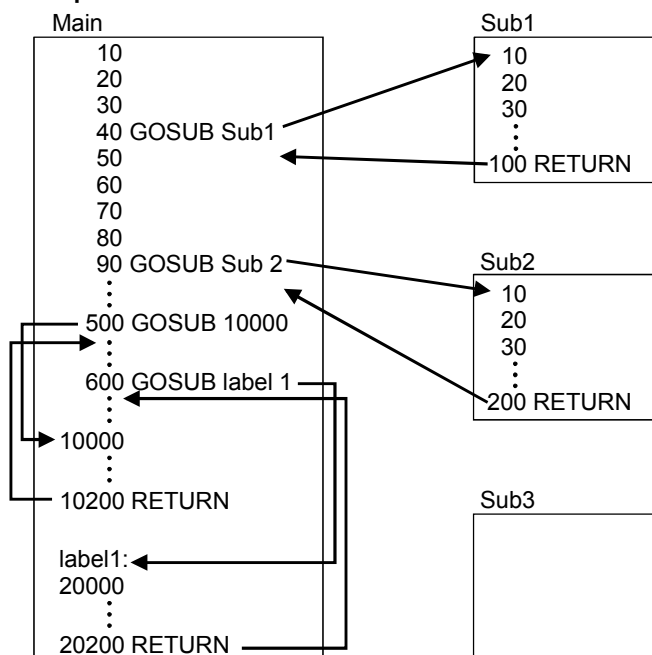 Main
10
20
30
40 GOSUB Sub1
50
60
70
80
90 GOSUB Sub 2
500 GOSUB 10000
600 GOSUB label 1
10000
10200 RETURN
label1:
20000
20200 RETURN
Sub1
10
20
30
100 RETURN
Sub2
10
20
30
200 RETURN
Sub3